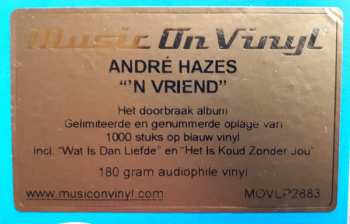 Music On Vinyl
ANDRÉ HAZES
"'N VRIEND"
Het doorbraak album
Gelimiteerde en genummerde oplage van
1000 stuks op blauw vinyl
incl. "Wat Is Dan Liefde" en "Het Is Koud Zonder Jou"
180 gram audiophile vinyl
www.musiconvinyl.com MOVLP2883